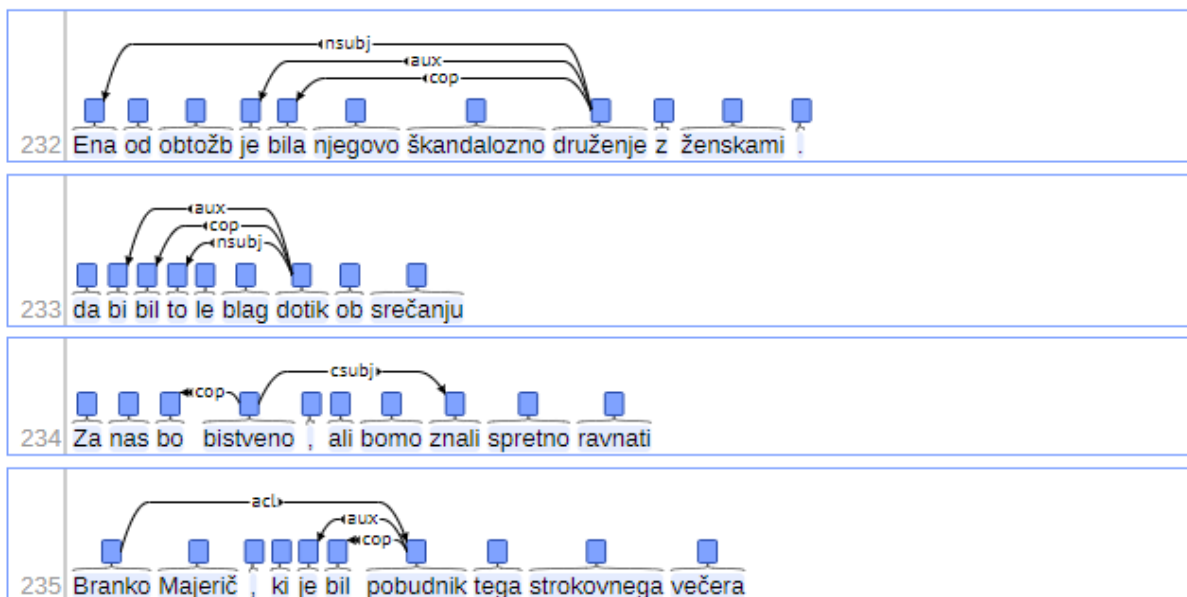 nsubj
aux
cop
232 Ena od obtožb je bila njegovo škandalozno druženje z ženskami .
aux
cop
nsubj
233 da bi bil to le blag dotik ob srečanju
csubj
cop
234 Za nas bo bistveno , ali bomo znali spretno ravnati
acl
aux
cop
235 Branko Majerič , ki je bil pobudnik tega strokovnega večera